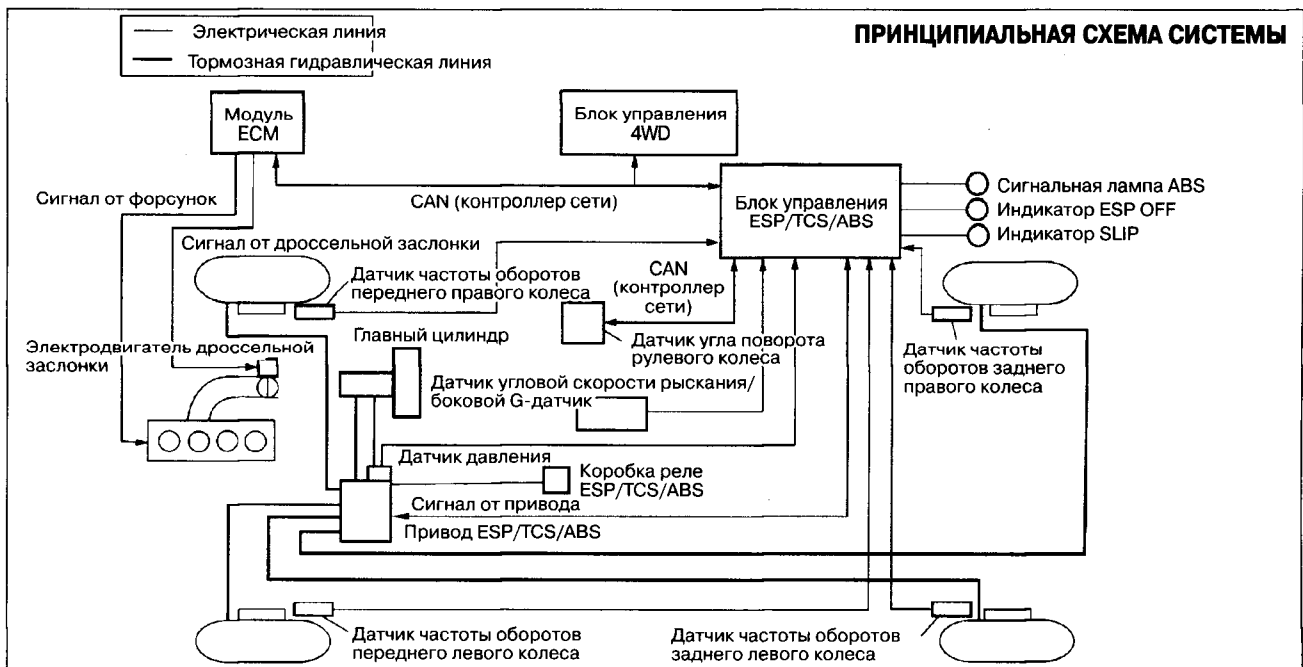 Электрическая линия
Тормозная гидравлическая линия
ПРИНЦИПИАЛЬНАЯ СХЕМА СИСТЕМЫ
Модуль
ECM
Блок управления
4WD
Сигнал от форсунок
CAN (контроллер сети)
Блок управления
ESP/TCS/ABS
Сигнальная лампа ABS
Индикатор ESP OFF
Индикатор SLIP
Сигнал от дроссельной заслонки
Датчик частоты оборотов
переднего правого колеса
CAN
(контроллер
сети)
Главный цилиндр
Датчик угла поворота
рулевого колеса
Датчик частоты
оборотов заднего
правого колеса
Электродвигатель дроссельной
заслонки
Датчик угловой скорости рыскания/
боковой G-датчик
Датчик давления
Коробка реле
ESP/TCS/ABS
Сигнал от привода
Привод ESP/TCS/ABS
Датчик частоты оборотов
переднего левого колеса
Датчик частоты оборотов
заднего левого колеса